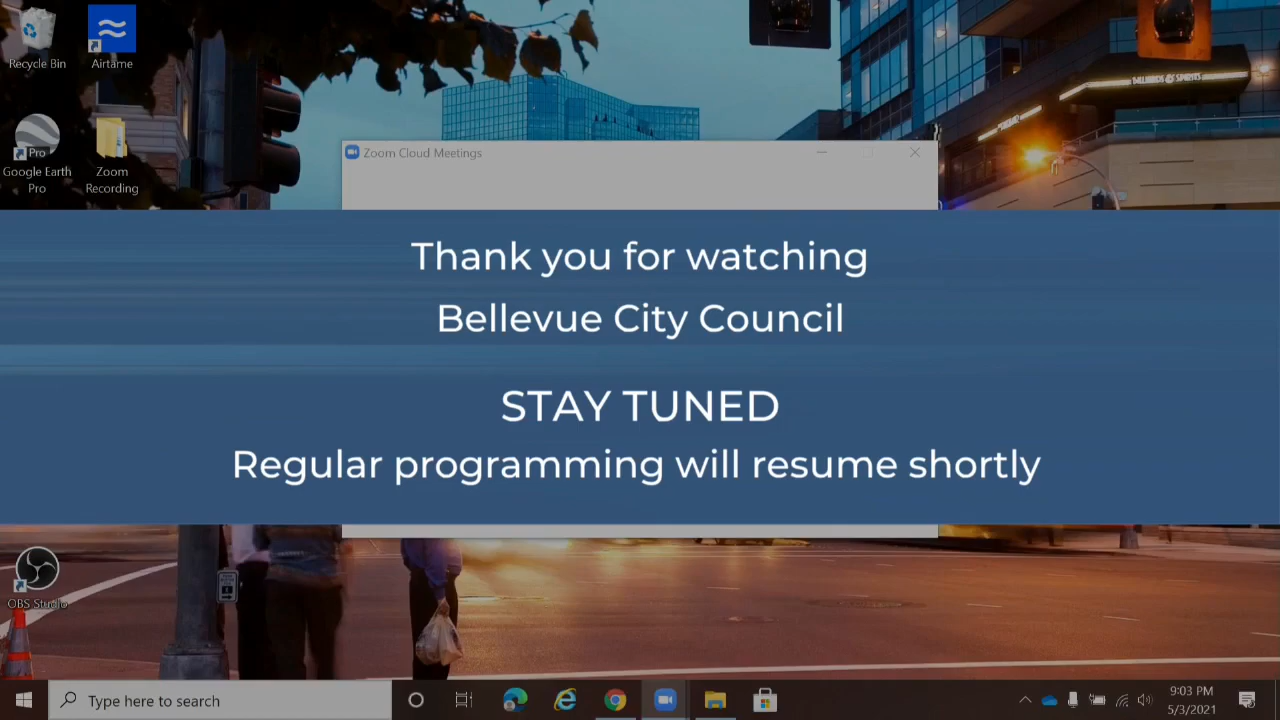 Recycle Bin
Airtame
Pro
Google Earth
Pro
Zoom
Recording
Zoom Cloud Meetings
Thank you for watching
Bellevue City Council
STAY TUNED
Regular programming will resume shortly
OBS Studio
Type here to search
9:03 PM
5/3/2021